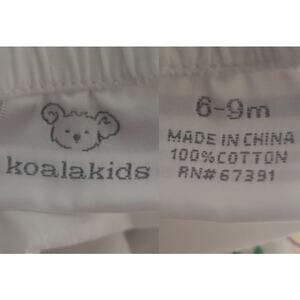 koalakids
6-9m
MADE IN CHINA
100% COTTON
RN# 67391